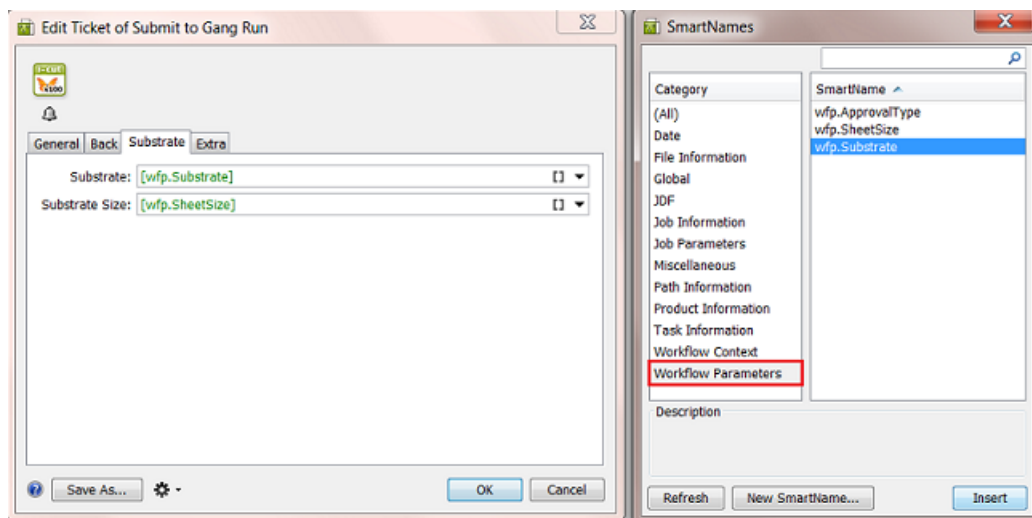 Edit Ticket of Submit to Gang Run
i-cut
x100
General Back Substrate Extra
Substrate: [wfp.Substrate] []
Substrate Size: [wfp.SheetSize] []
? Save As...
OK Cancel
SmartNames
Category
(All)
Date
File Information
Global
JDF
Job Information
Job Parameters
Miscellaneous
Path Information
Product Information
Task Information
Workflow Context
Workflow Parameters
SmartName
wfp.ApprovalType
wfp.SheetSize
wfp.Substrate
Description
Refresh New SmartName... Insert